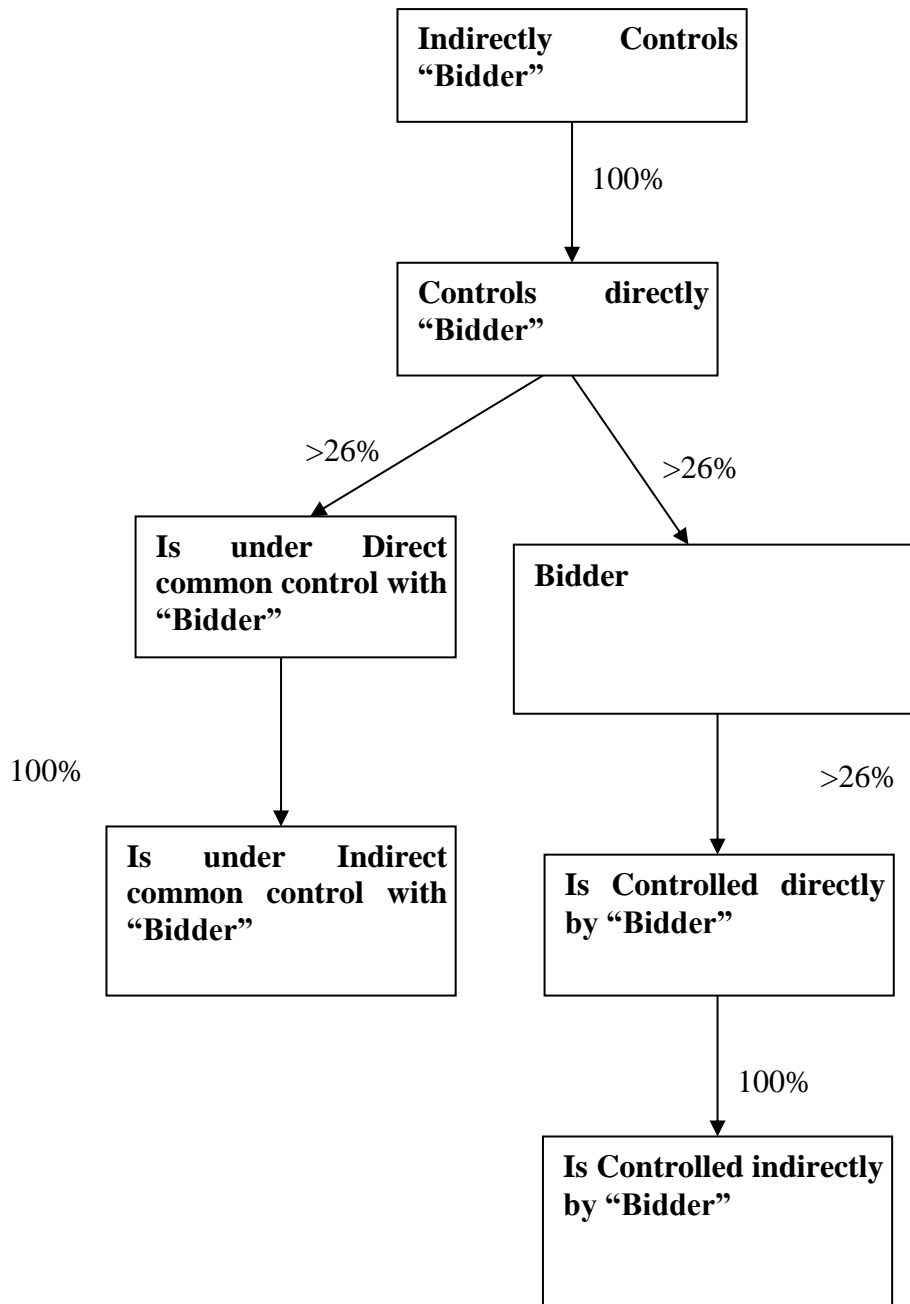 Indirectly Controls
“Bidder”
100%
Controls directly
“Bidder”
>26%
>26%
Is under Direct
common control with
“Bidder”
Bidder
100%
>26%
Is under Indirect
common control with
“Bidder”
Is Controlled directly
by “Bidder”
100%
Is Controlled indirectly
by “Bidder”